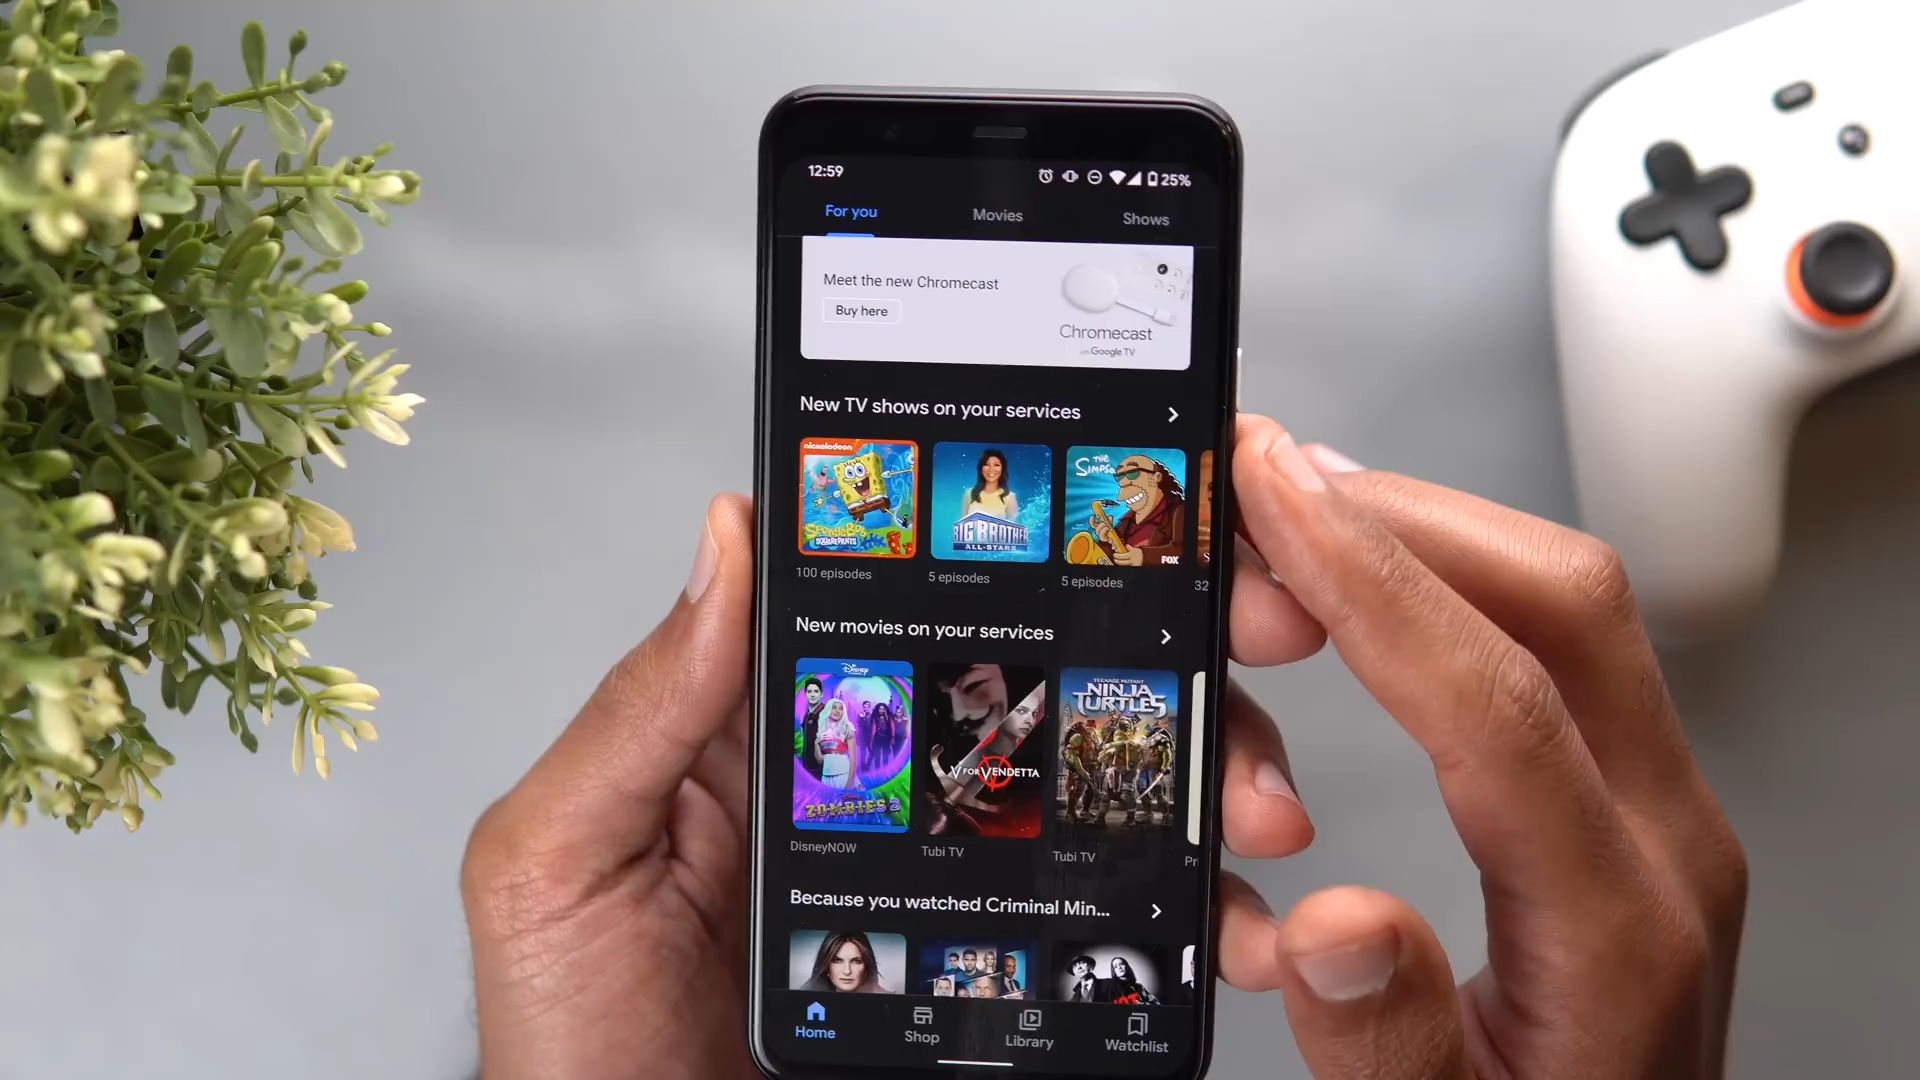 12:59
25%
For you
Movies
Shows
Meet the new Chromecast
Buy here
Chromecast
with Google TV
New TV shows on your services
nickelodeon
SPONGEBOB
SQUAREPANTS
BIG BROTHER
ALL-STARS
THE
SIMPS
FOX
S
100 episodes
5 episodes
5 episodes
32
New movies on your services
Disney
ZOMBIES 2
V FOR VENDETTA
TEENAGE MUTANT
NINJA
TURTLES
DisneyNOW
Tubi TV
Tubi TV
Pr
Because you watched Criminal Min...
Home
Shop
Library
Watchlist